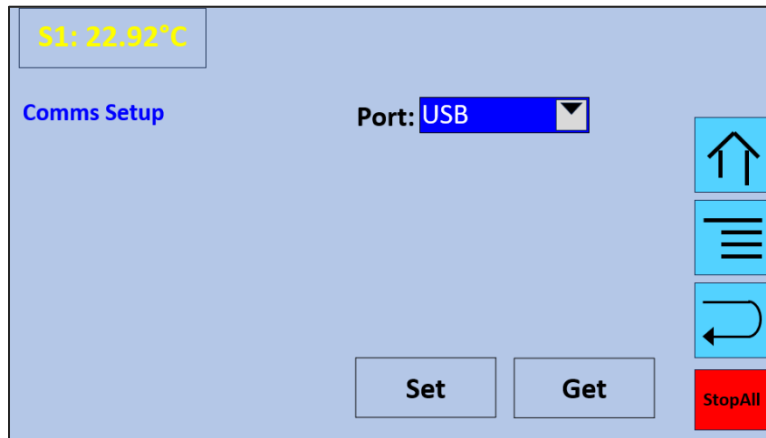 S1: 22.92°C
Comms Setup
Port: USB
Set
Get
StopAll